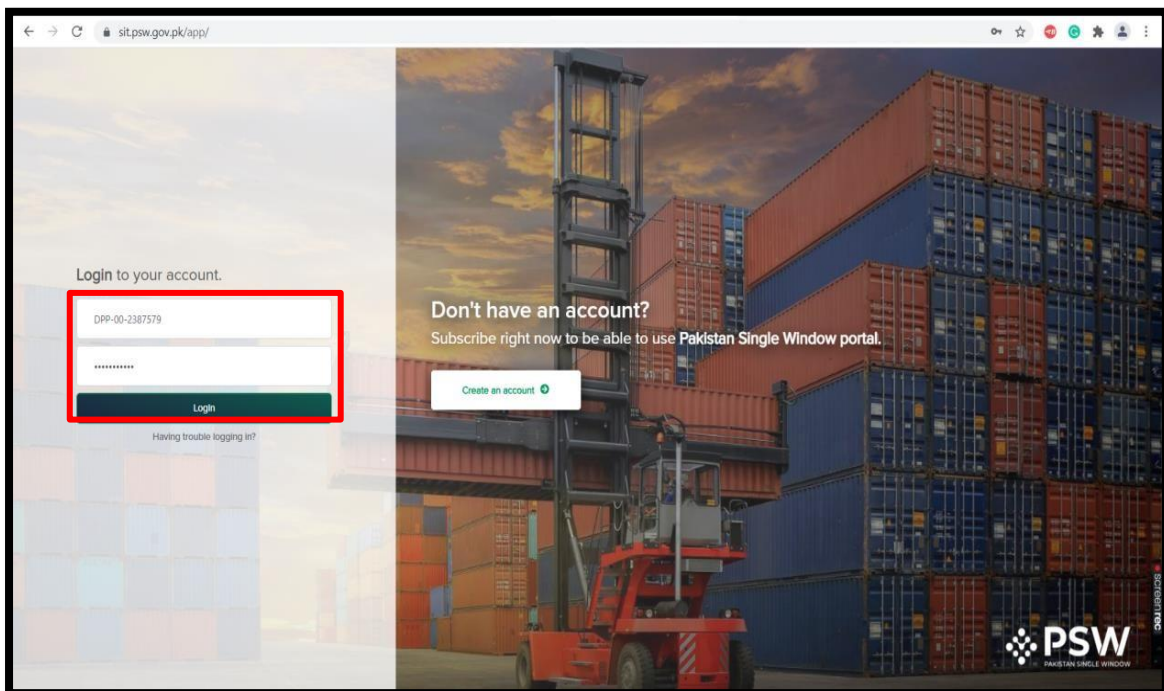 sit.psw.gov.pk/app/
Login to your account.
DPP-00-2387579
•••••••••••
Login
Having trouble logging in?
Don't have an account?
Subscribe right now to be able to use Pakistan Single Window portal.
Create an account
screenrec
PSW
PAKISTAN SINGLE WINDOW